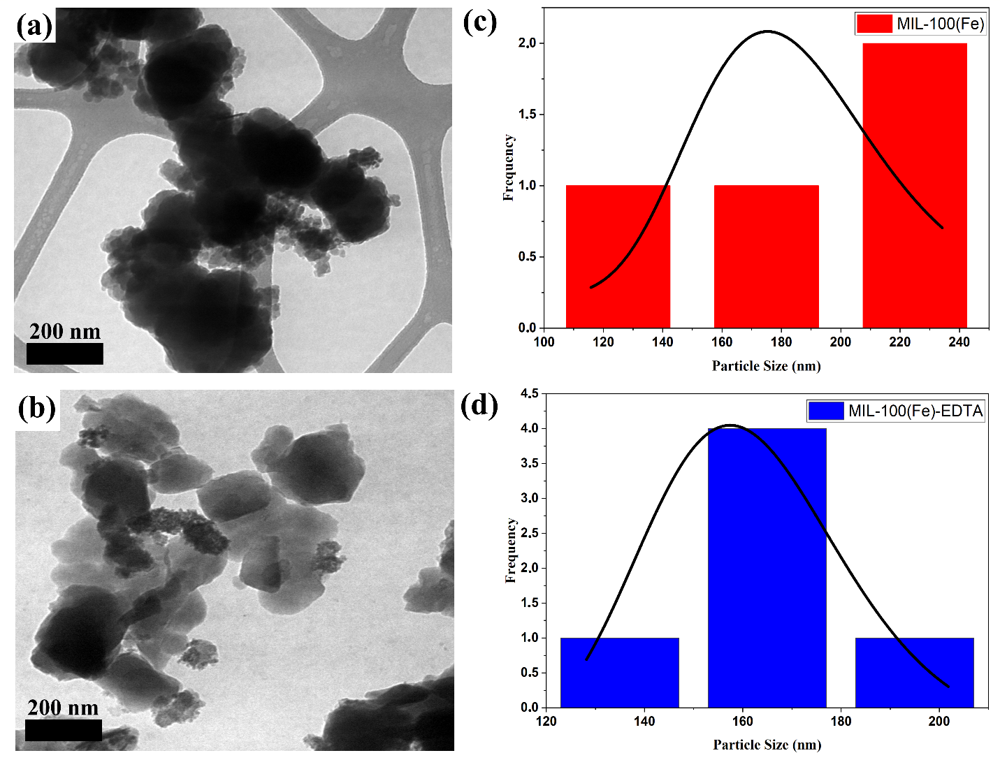 (a)
200 nm
(c)
MIL-100(Fe)
2.0
1.5
1.0
0.5
0.0
Frequency
100 120 140 160 180 200 220 240
Particle Size (nm)
(b)
200 nm
(d)
MIL-100(Fe)-EDTA
4.5
4.0
3.5
3.0
2.5
2.0
1.5
1.0
0.5
0.0
Frequency
120 140 160 180 200
Particle Size (nm)